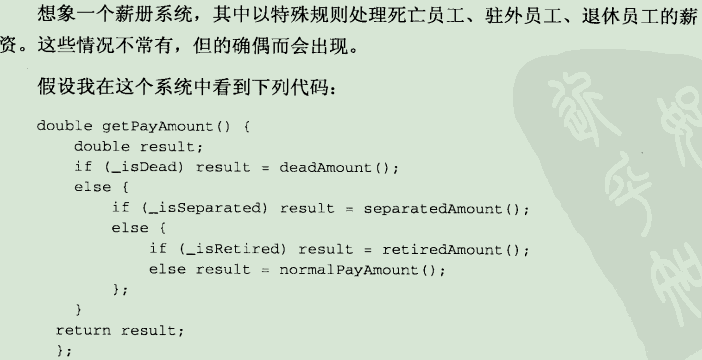 想象一个薪册系统，其中以特殊规则处理死亡员工、驻外员工、退休员工的薪
资。这些情况不常有，但的确偶而会出现。
假设我在这个系统中看到下列代码：
double getPayAmount() {
double result;
if (_isDead) result = deadAmount();
else {
if (_isSeparated) result = separatedAmount();
else {
if (_isRetired) result = retiredAmount();
else result = normalPayAmount();
};
}
return result;
};